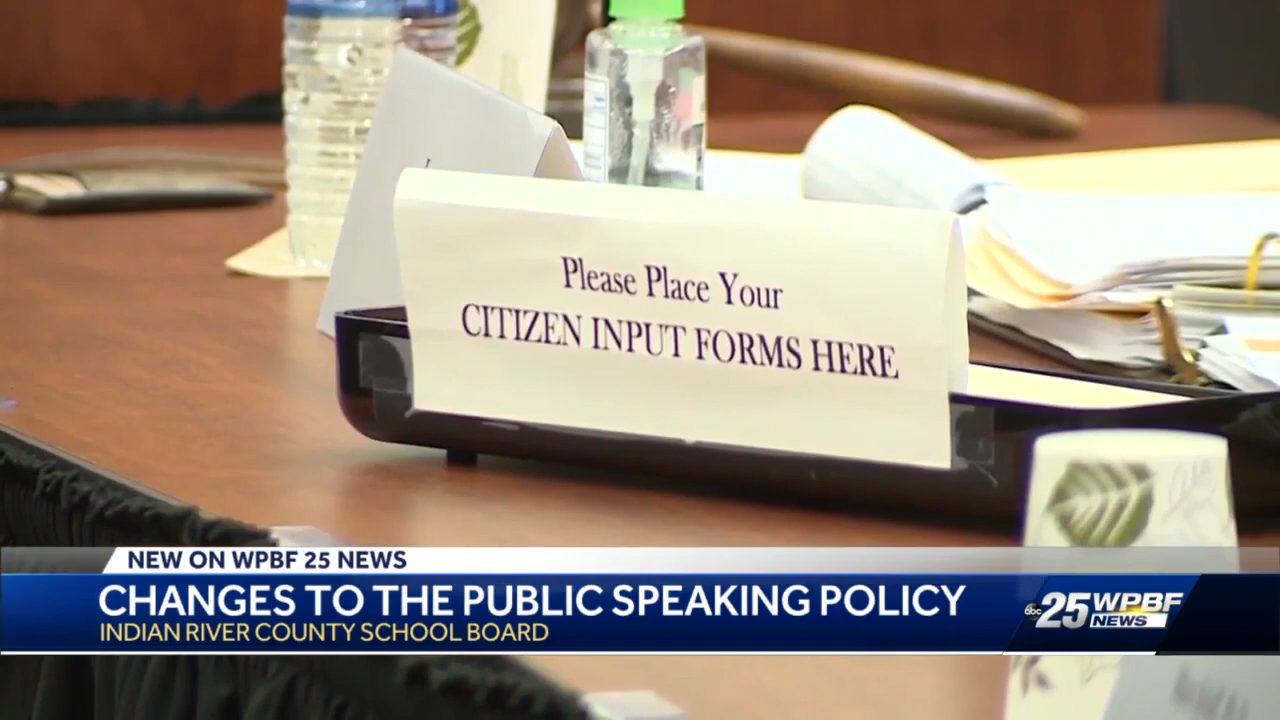 Please Place Your
CITIZEN INPUT FORMS HERE
NEW ON WPBF 25 NEWS
CHANGES TO THE PUBLIC SPEAKING POLICY
INDIAN RIVER COUNTY SCHOOL BOARD
abc 25 WPBF
NEWS